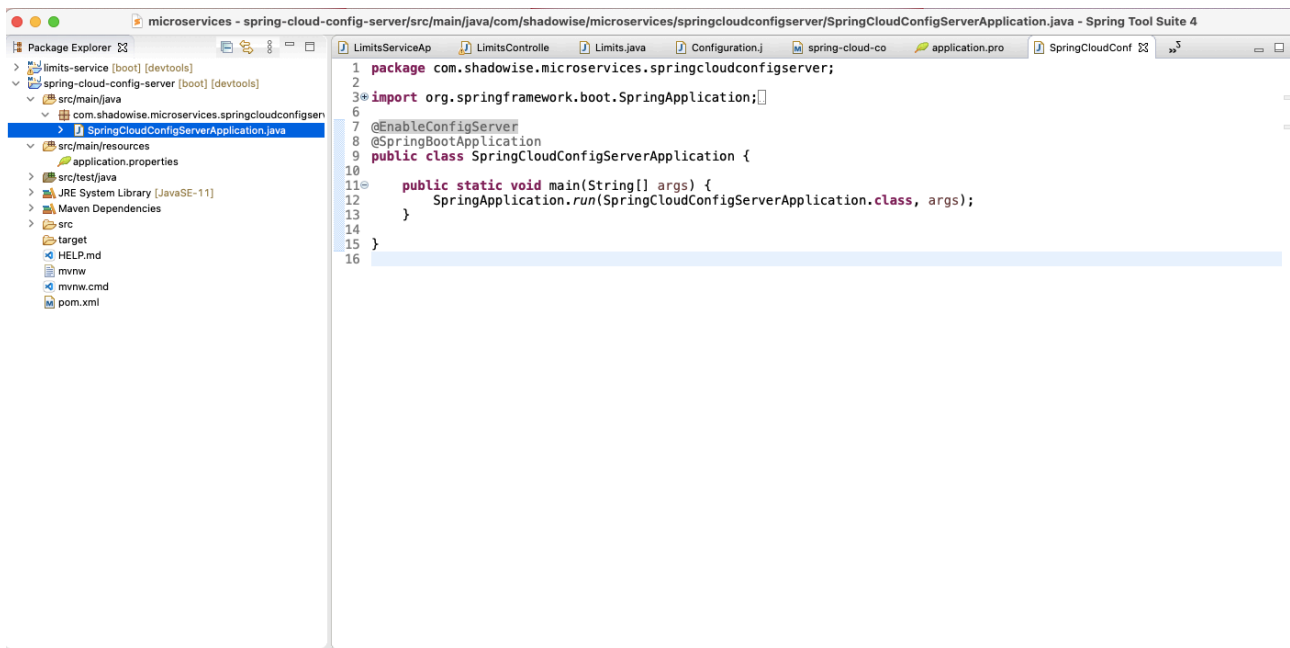 microservices - spring-cloud-config-server/src/main/java/com/shadowise/microservices/springcloudconfigserver/SpringCloudConfigServerApplication.java - Spring Tool Suite 4
Package Explorer
limits-service [boot] [devtools]
spring-cloud-config-server [boot] [devtools]
src/main/java
com.shadowise.microservices.springcloudconfigserv
SpringCloudConfigServerApplication.java
src/main/resources
application.properties
src/test/java
JRE System Library [JavaSE-11]
Maven Dependencies
src
target
HELP.md
mvnw
mvnw.cmd
pom.xml
LimitsServiceAp
LimitsControlle
Limits.java
Configuration.j
spring-cloud-co
application.pro
SpringCloudConf
»5
1 package com.shadowise.microservices.springcloudconfigserver;
2
3 import org.springframework.boot.SpringApplication;
6
7 @EnableConfigServer
8 @SpringBootApplication
9 public class SpringCloudConfigServerApplication {
10
11 public static void main(String[] args) {
12 SpringApplication.run(SpringCloudConfigServerApplication.class, args);
13 }
14
15 }
16